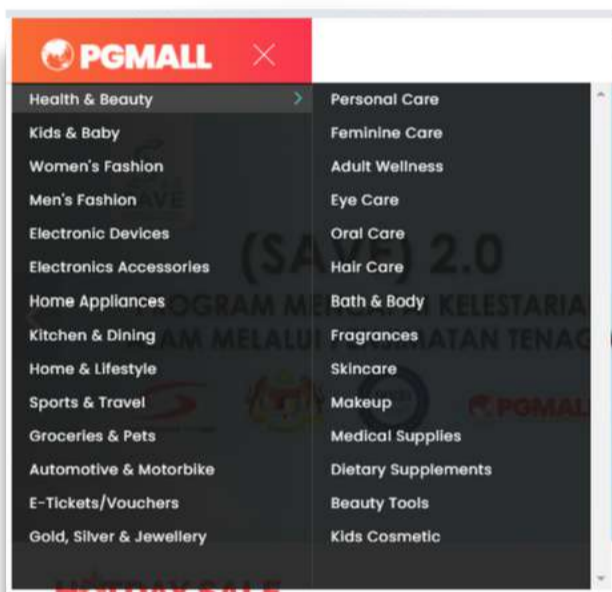 PGMALL
Health & Beauty
Kids & Baby
Women's Fashion
Men's Fashion
Electronic Devices
Electronics Accessories
Home Appliances
Kitchen & Dining
Home & Lifestyle
Sports & Travel
Groceries & Pets
Automotive & Motorbike
E-Tickets/Vouchers
Gold, Silver & Jewellery
Personal Care
Feminine Care
Adult Wellness
Eye Care
Oral Care
Hair Care
Bath & Body
Fragrances
Skincare
Makeup
Medical Supplies
Dietary Supplements
Beauty Tools
Kids Cosmetic
(SAVE) 2.0
PGMALL